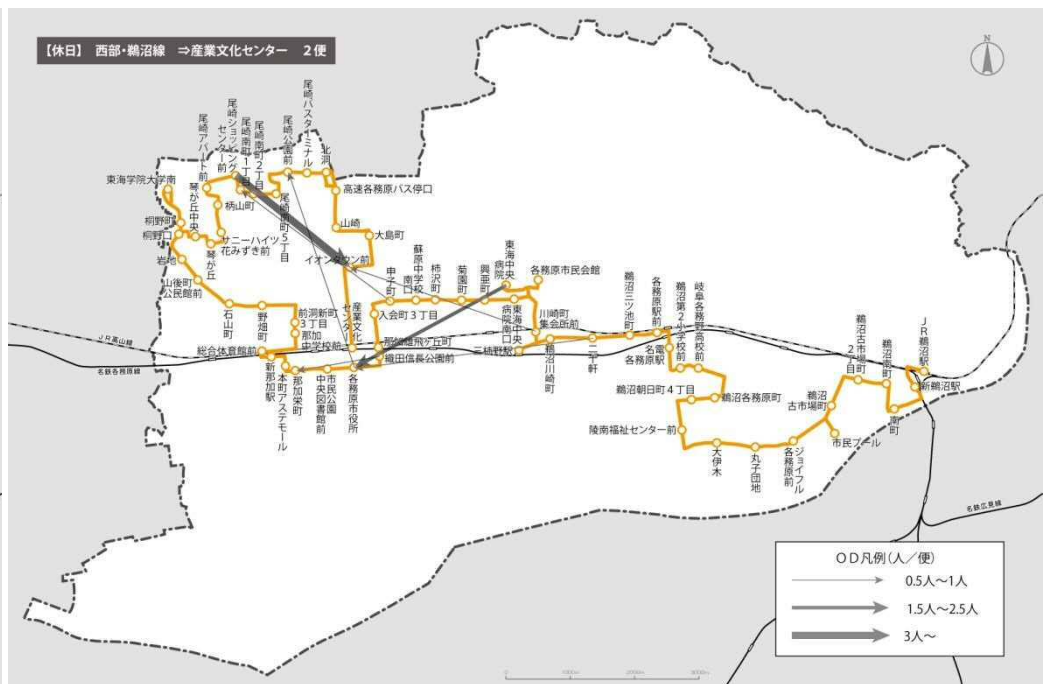 【休日】 西部・鵜沼線 ⇒産業文化センター 2便
N
尾崎バスターミナル
尾崎公園前
北洞
尾崎南町2丁目
尾崎南町1丁目
尾崎ショッピングセンター前
尾崎アパート前
東海学院大学南
琴が丘中央
柄山町
尾崎南町5丁目
高速各務原バス停口
桐野町
桐野口
サニーハイツ花みずき前
琴が丘
岩地
山後町公民館前
山崎
大島町
イオンタウン前
石山町
野畑町
前洞新町3丁目
那加中学校前
総合体育館前
新那加駅
本町アステモール
那加栄町
市民公園中央図書館前
各務原市役所
産業文化センター
申子町
蘇原中学校南口
柿沢町
菊園町
興亜町
東海中央病院
各務原市民会館
入会町3丁目
那加雄飛ヶ丘町
織田信長公園前
東海中央病院南口
川崎町集会所前
三柿野駅
鵜沼川崎町
二十軒
鵜沼三ツ池町
各務原駅前
名電各務原駅
鵜沼第2小学校前
岐阜各務野高校前
鵜沼朝日町4丁目
鵜沼各務原町
陵南福祉センター前
大伊木
丸子団地
ジョイフル各務原前
市民プール
鵜沼古市場町
鵜沼古市場町2丁目
鵜沼南町
南町
JR鵜沼駅
新鵜沼駅
JR高山線
名鉄各務原線
名鉄広見線
OD凡例(人/便)
0.5人～1人
1.5人～2.5人
3人～
0 1000m 2000m 3000m